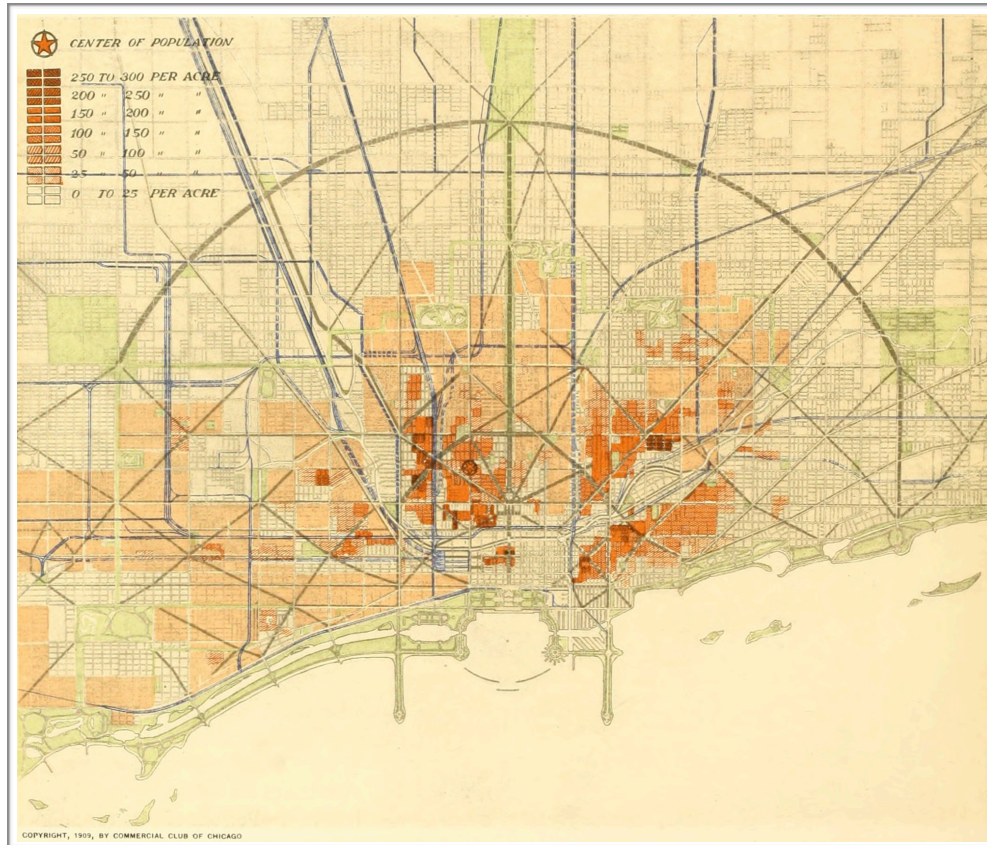 CENTER OF POPULATION
250 TO 300 PER ACRE
200 " 250 " "
150 " 200 " "
100 " 150 " "
50 " 100 " "
25 " 50 " "
0 TO 25 PER ACRE
COPYRIGHT, 1909, BY COMMERCIAL CLUB OF CHICAGO